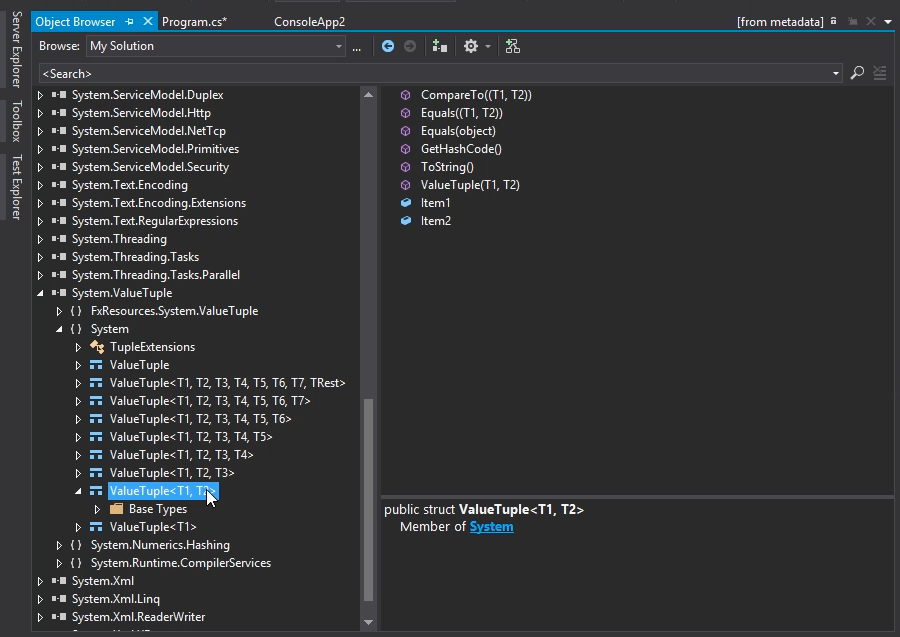 Server Explorer
Toolbox
Test Explorer
Object Browser Program.cs* ConsoleApp2 [from metadata]
Browse: My Solution ...
<Search>
System.ServiceModel.Duplex
System.ServiceModel.Http
System.ServiceModel.NetTcp
System.ServiceModel.Primitives
System.ServiceModel.Security
System.Text.Encoding
System.Text.Encoding.Extensions
System.Text.RegularExpressions
System.Threading
System.Threading.Tasks
System.Threading.Tasks.Parallel
System.ValueTuple
{ } FxResources.System.ValueTuple
{ } System
TupleExtensions
ValueTuple
ValueTuple<T1, T2, T3, T4, T5, T6, T7, TRest>
ValueTuple<T1, T2, T3, T4, T5, T6, T7>
ValueTuple<T1, T2, T3, T4, T5, T6>
ValueTuple<T1, T2, T3, T4, T5>
ValueTuple<T1, T2, T3, T4>
ValueTuple<T1, T2, T3>
ValueTuple<T1, T2>
Base Types
ValueTuple<T1>
{ } System.Numerics.Hashing
{ } System.Runtime.CompilerServices
System.Xml
System.Xml.Linq
System.Xml.ReaderWriter
CompareTo((T1, T2))
Equals((T1, T2))
Equals(object)
GetHashCode()
ToString()
ValueTuple(T1, T2)
Item1
Item2
public struct ValueTuple<T1, T2>
Member of System